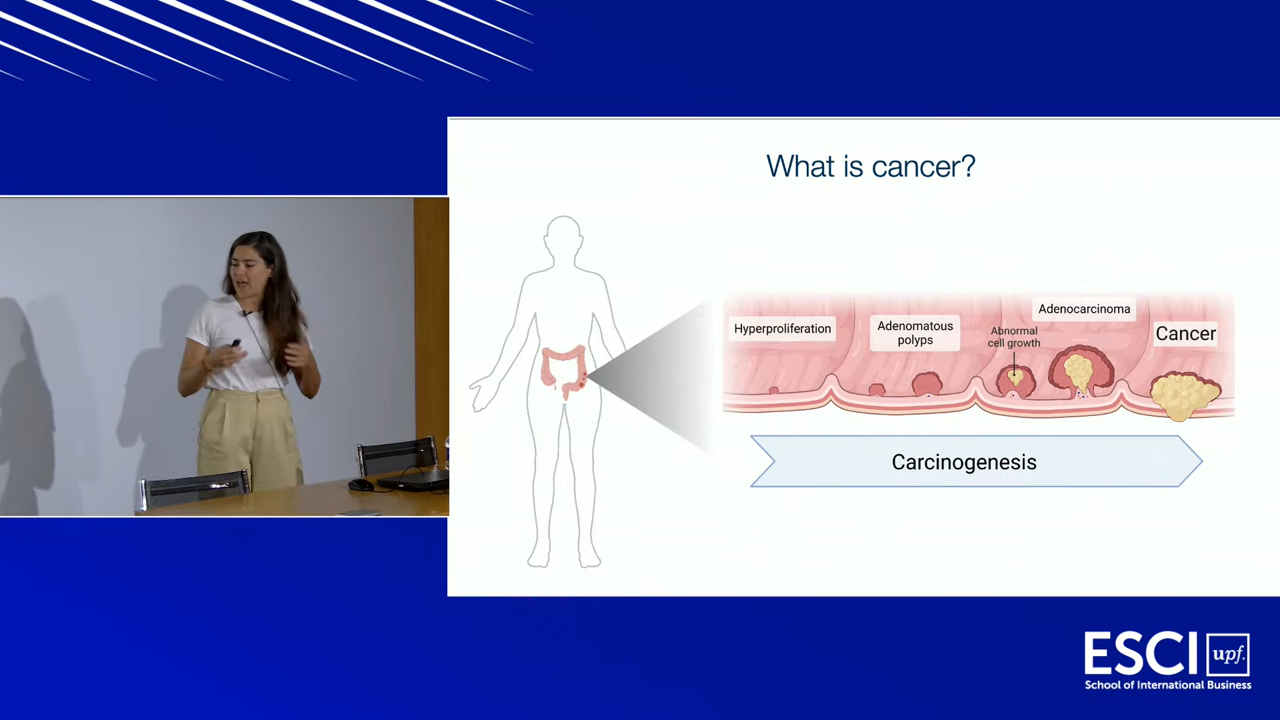 What is cancer?
Hyperproliferation
Adenomatous
polyps
Abnormal
cell growth
Adenocarcinoma
Cancer
Carcinogenesis
ESCI
upf.
School of International Business